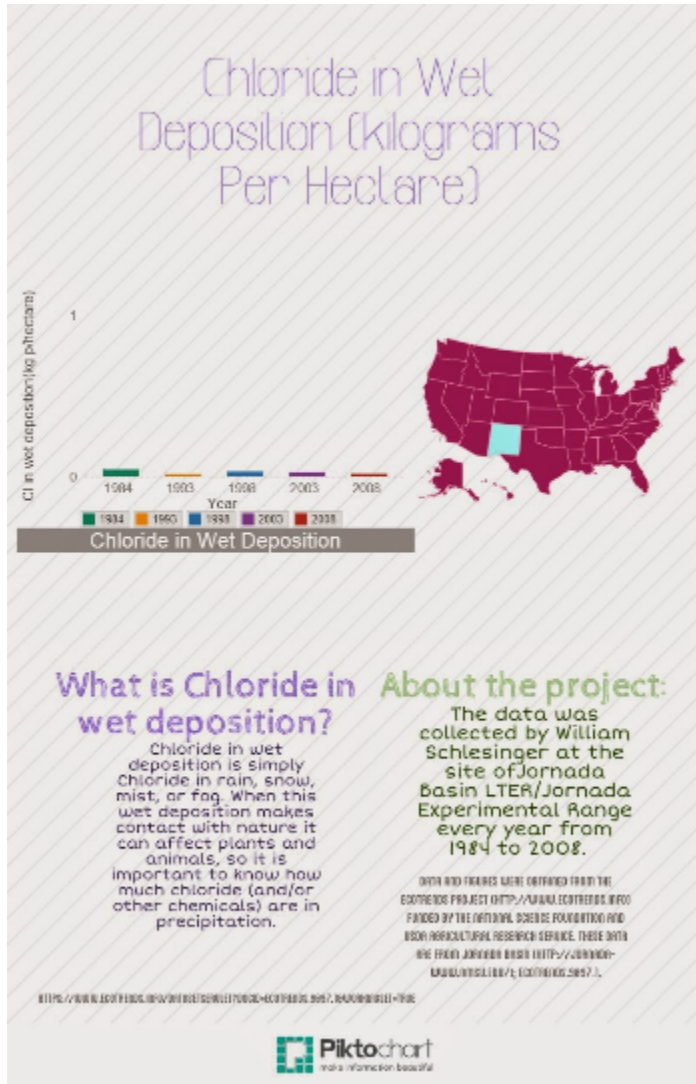 Chloride in Wet
Deposition (kilograms
Per Hectare)
Cl in wet deposition(kg p/hectare)
1
0
1984 1993 1998 2003 2008
Year
1984 1993 1998 2003 2008
Chloride in Wet Deposition
What is Chloride in
wet deposition?
Chloride in wet
deposition is simply
Chloride in rain, snow,
mist, or fog. When this
wet deposition makes
contact with nature it
can affect plants and
animals, so it is
important to know how
much chloride (and/or
other chemicals) are in
precipitation.
About the project:
The data was
collected by William
Schlesinger at the
site ofJornada
Basin LTER/Jornada
Experimental Range
every year from
1984 to 2008.
DATA AND FIGURES WERE OBTAINED FROM THE
ECOTRENDS PROJECT (HTTP://WWW.ECOTRENDS.INFO)
FUNDED BY THE NATIONAL SCIENCE FOUNDATION AND
USDA AGRICULTURAL RESEARCH SERVICE. THESE DATA
ARE FROM JORNADA BASIN (HTTP://JORNADA-
Piktochart
make information beautiful